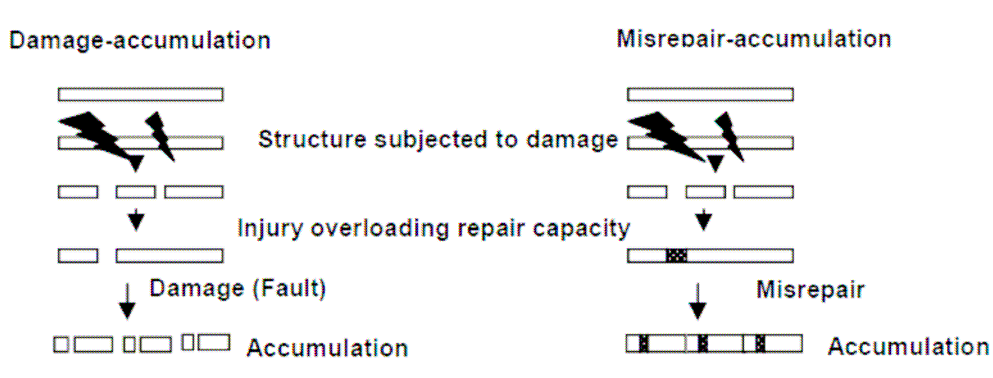 Damage-accumulation
Misrepair-accumulation
Structure subjected to damage
Injury overloading repair capacity
Damage (Fault)
Misrepair
Accumulation
Accumulation